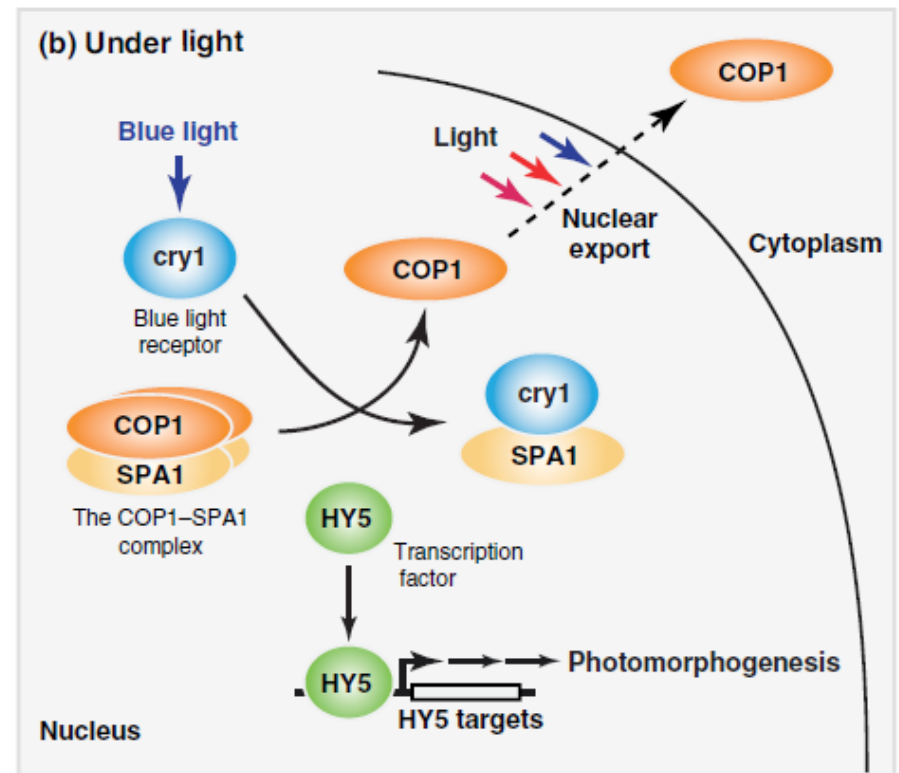 (b) Under light
COP1
Blue light
Light
Nuclear
export
Cytoplasm
cry1
COP1
Blue light
receptor
cry1
COP1
SPA1
SPA1
The COP1–SPA1
complex
HY5
Transcription
factor
HY5
Photomorphogenesis
HY5 targets
Nucleus